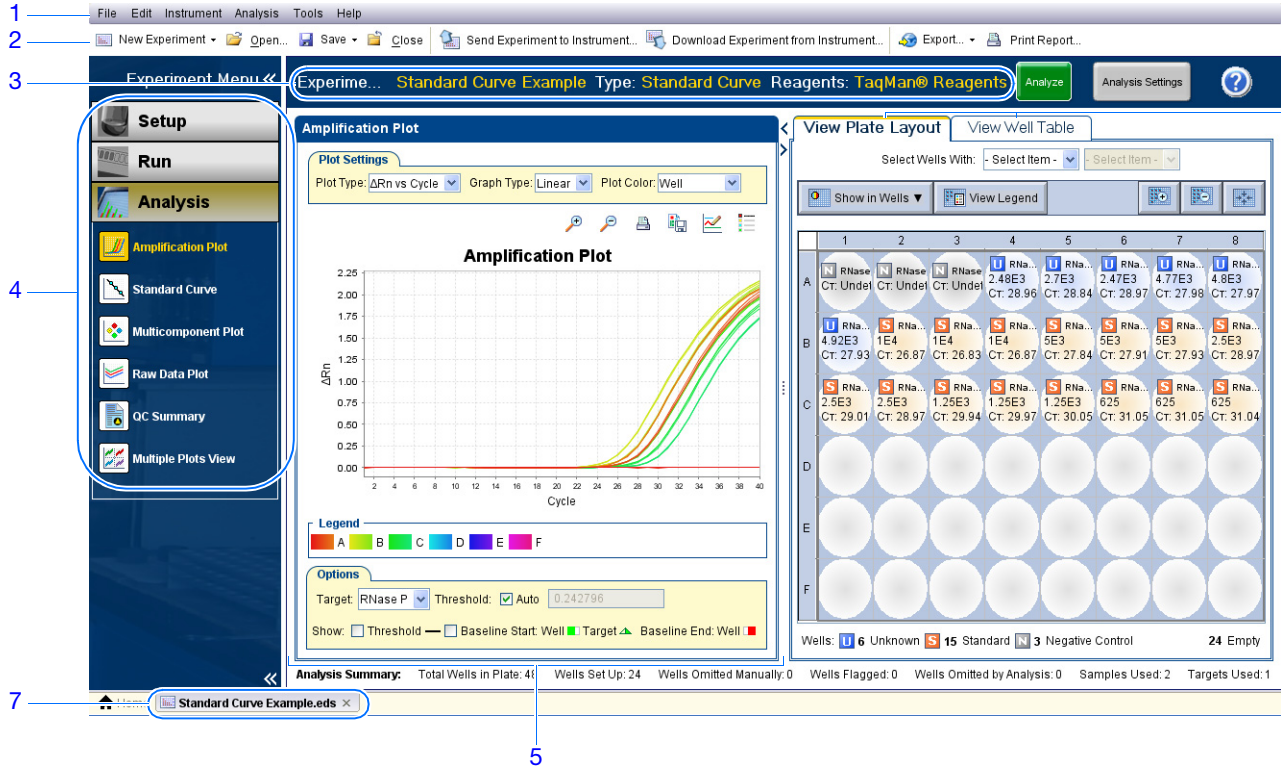 1
File Edit Instrument Analysis Tools Help
2
New Experiment Open... Save Close Send Experiment to Instrument... Download Experiment from Instrument... Export... Print Report...
3
Experiment Menu «
Experime... Standard Curve Example Type: Standard Curve Reagents: TaqMan® Reagents
Analyze
Analysis Settings
?
4
Setup
Run
Analysis
Amplification Plot
Standard Curve
Multicomponent Plot
Raw Data Plot
QC Summary
Multiple Plots View
«
Amplification Plot
Plot Settings
Plot Type: ΔRn vs Cycle Graph Type: Linear Plot Color: Well
Amplification Plot
ΔRn
2.25
2.00
1.75
1.50
1.25
1.00
0.75
0.50
0.25
0.00
2 4 6 8 10 12 14 16 18 20 22 24 26 28 30 32 34 36 38 40
Cycle
Legend
A B C D E F
Options
Target: RNase P Threshold: Auto 0.242796
Show: Threshold Baseline Start: Well Target Baseline End: Well
View Plate Layout View Well Table
Select Wells With: - Select Item - - Select Item -
Show in Wells ▼ View Legend
1 2 3 4 5 6 7 8
A
N RNase N RNase N RNase U RNa... U RNa... U RNa... U RNa... U RNa...
2.48E3 2.7E3 2.47E3 4.77E3 4.8E3
CT: Undet CT: Undet CT: Undet CT: 28.96 CT: 28.84 CT: 28.97 CT: 27.98 CT: 27.97
B
U RNa... S RNa... S RNa... S RNa... S RNa... S RNa... S RNa... S RNa...
4.92E3 1E4 1E4 1E4 5E3 5E3 5E3 2.5E3
CT: 27.93 CT: 26.87 CT: 26.83 CT: 26.87 CT: 27.84 CT: 27.91 CT: 27.93 CT: 28.97
C
S RNa... S RNa... S RNa... S RNa... S RNa... S RNa... S RNa... S RNa...
2.5E3 2.5E3 1.25E3 1.25E3 1.25E3 625 625 625
CT: 29.01 CT: 28.97 CT: 29.94 CT: 29.97 CT: 30.05 CT: 31.05 CT: 31.05 CT: 31.04
D
E
F
Wells: U 6 Unknown S 15 Standard N 3 Negative Control 24 Empty
Analysis Summary: Total Wells in Plate: 48 Wells Set Up: 24 Wells Omitted Manually: 0 Wells Flagged: 0 Wells Omitted by Analysis: 0 Samples Used: 2 Targets Used: 1
7
Home Standard Curve Example.eds ×
5